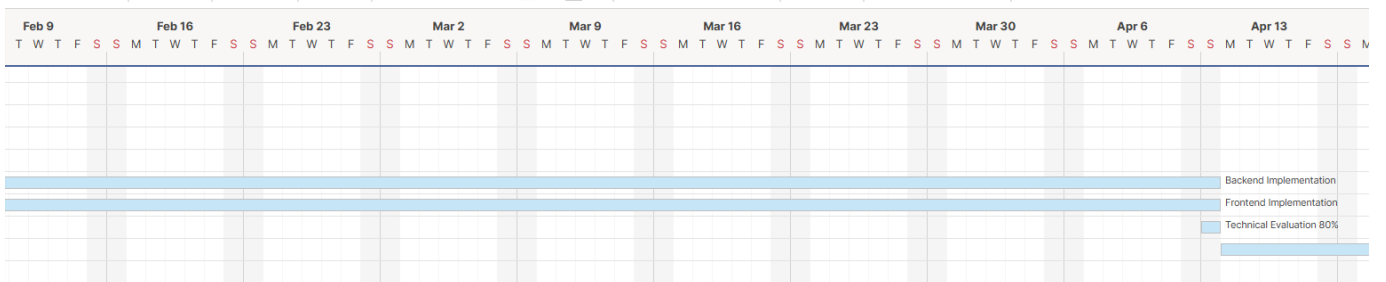 Feb 9 Feb 16 Feb 23 Mar 2 Mar 9 Mar 16 Mar 23 Mar 30 Apr 6 Apr 13
T W T F S S M T W T F S S M T W T F S S M T W T F S S M T W T F S S M T W T F S S M T W T F S S M T W T F S S M T W T F S S M T W T F S S M
Backend Implementation
Frontend Implementation
Technical Evaluation 80%